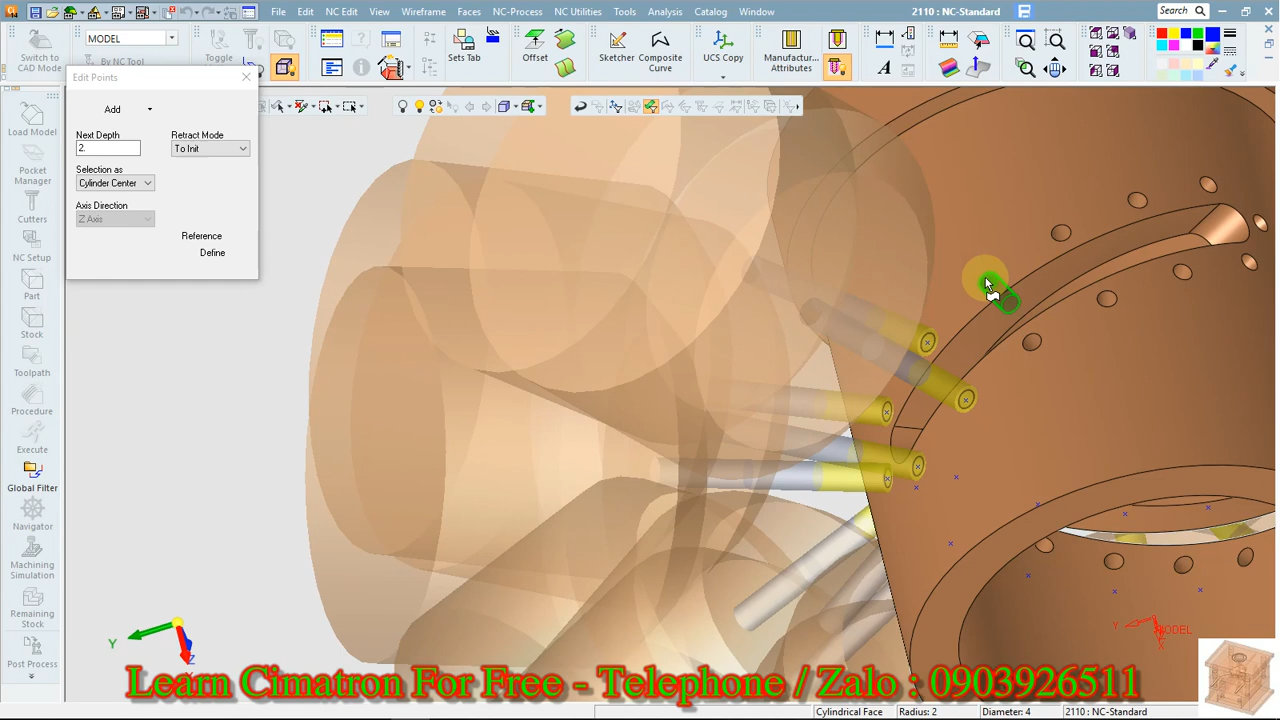 File Edit NC Edit View Wireframe Faces NC-Process NC Utilities Tools Analysis Catalog Window 2110 : NC-Standard Search
Switch to
CAD Mode
MODEL
By NC Tool
Toggle
Sets Tab
Offset
Sketcher
Composite
Curve
UCS Copy
Manufactur...
Attributes
Edit Points
Add
Next Depth
2.
Retract Mode
To Init
Selection as
Cylinder Center
Axis Direction
Z Axis
Reference
Define
Load Model
Pocket
Manager
Cutters
NC Setup
Part
Stock
Toolpath
Procedure
Execute
Global Filter
Navigator
Machining
Simulation
Remaining
Stock
Post Process
Y
Z
Y
MODEL
Learn Cimatron For Free - Telephone / Zalo : 0903926511
Cylindrical Face Radius: 2 Diameter: 4 2110 : NC-Standard